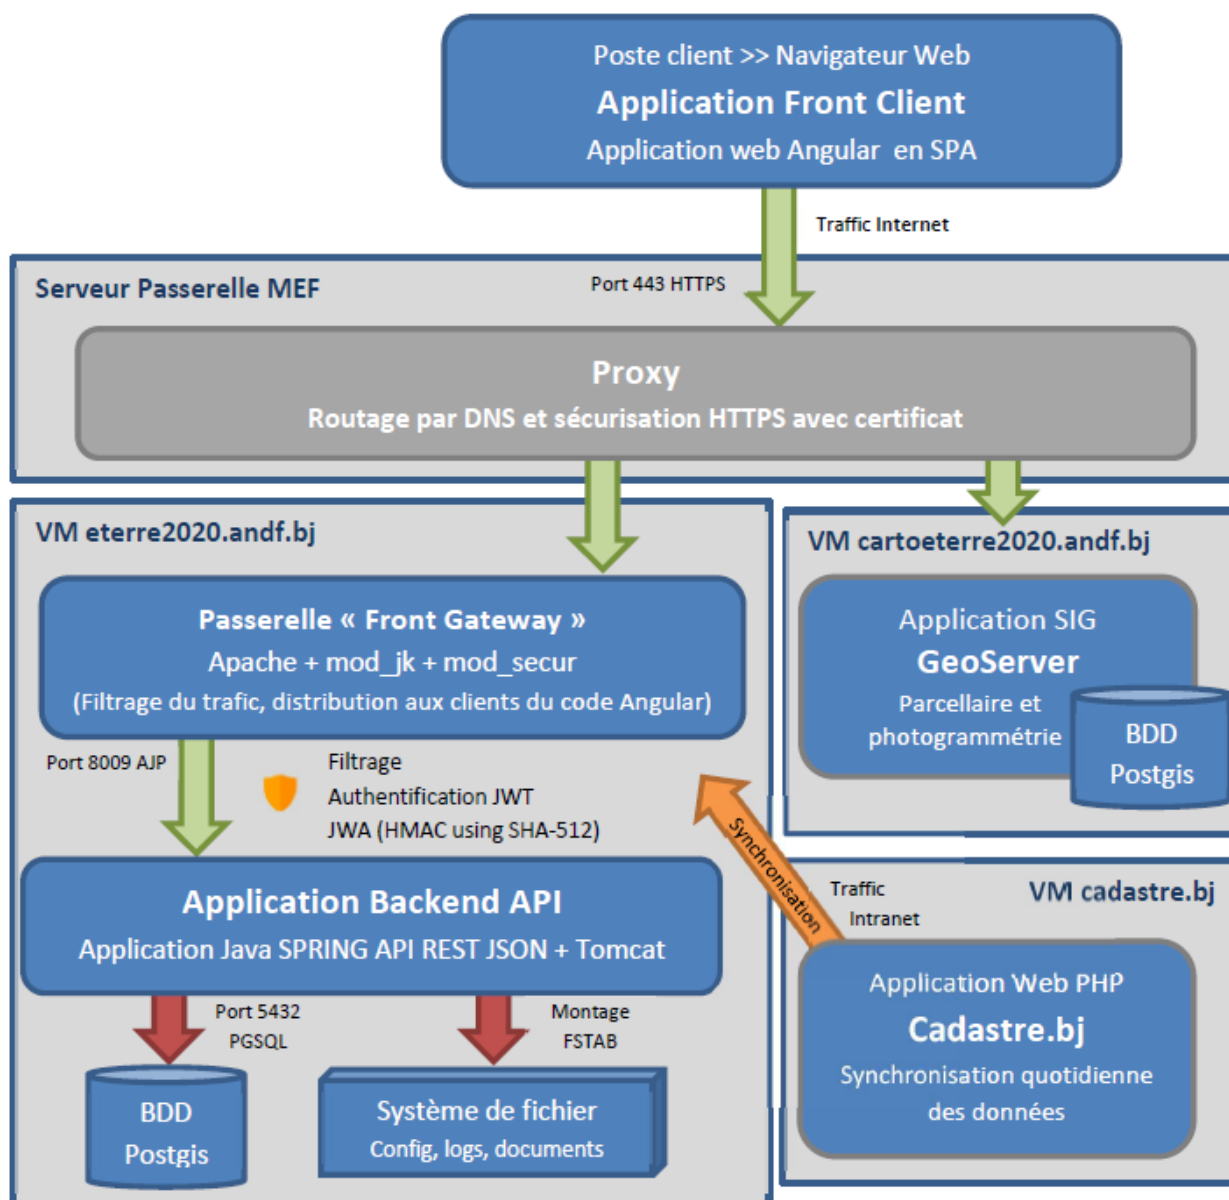 Poste client >> Navigateur Web
Application Front Client
Application web Angular en SPA
Traffic Internet
Serveur Passerelle MEF
Port 443 HTTPS
Proxy
Routage par DNS et sécurisation HTTPS avec certificat
VM eterre2020.andf.bj
Passerelle « Front Gateway »
Apache + mod_jk + mod_secur
(Filtrage du trafic, distribution aux clients du code Angular)
Port 8009 AJP
Filtrage
Authentification JWT
JWA (HMAC using SHA-512)
Application Backend API
Application Java SPRING API REST JSON + Tomcat
Port 5432
PGSQL
Montage
FSTAB
BDD
Postgis
Système de fichier
Config, logs, documents
VM cartoeterre2020.andf.bj
Application SIG
GeoServer
Parcellaire et
photogrammétrie
BDD
Postgis
Synchronisation
Traffic
Intranet
VM cadastre.bj
Application Web PHP
Cadastre.bj
Synchronisation quotidienne
des données